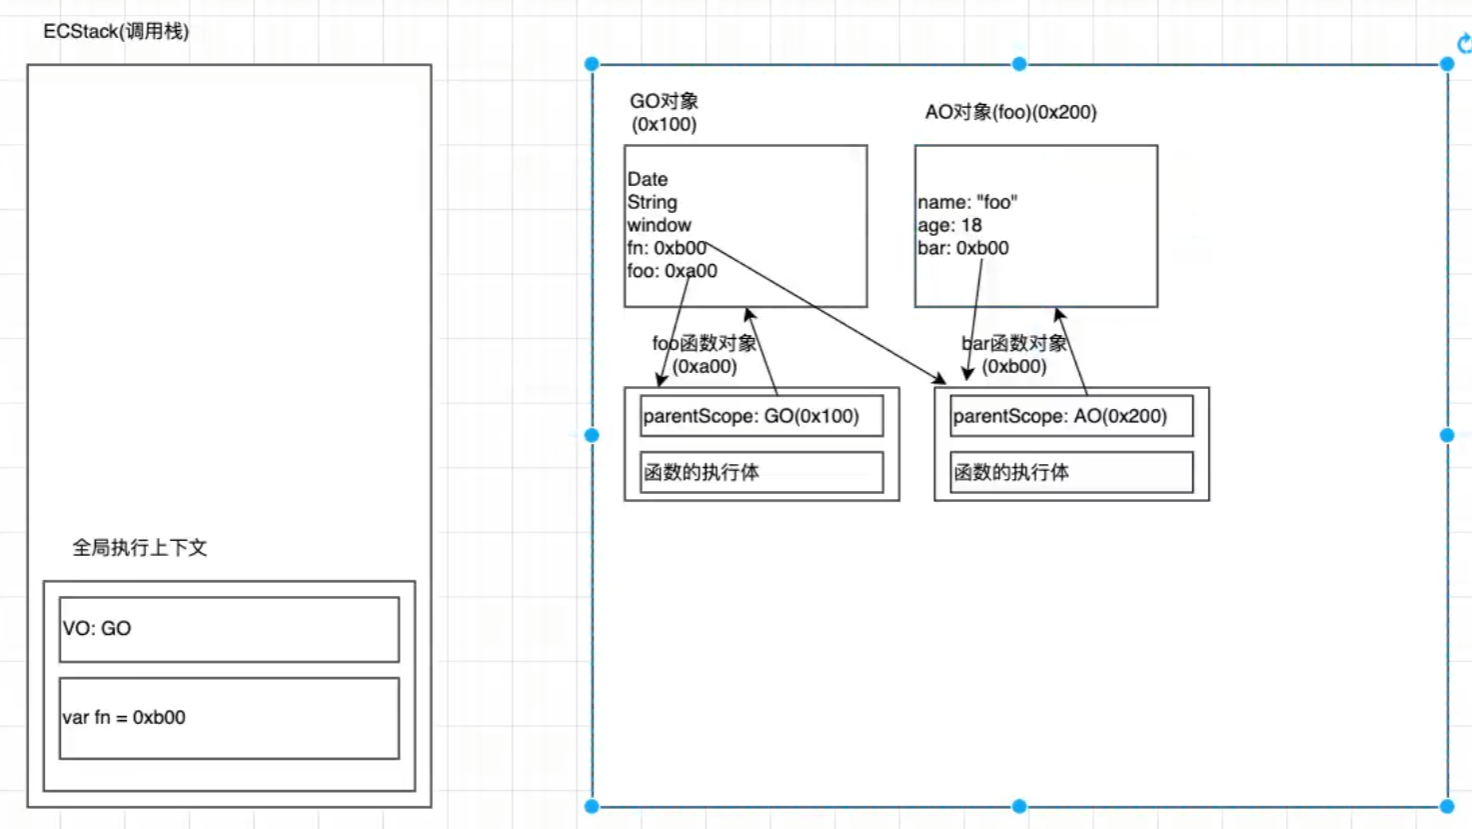 ECStack(调用栈)
全局执行上下文
VO: GO
var fn = 0xb00
GO对象
(0x100)
Date
String
window
fn: 0xb00
foo: 0xa00
AO对象(foo)(0x200)
name: "foo"
age: 18
bar: 0xb00
foo函数对象
(0xa00)
parentScope: GO(0x100)
函数的执行体
bar函数对象
(0xb00)
parentScope: AO(0x200)
函数的执行体